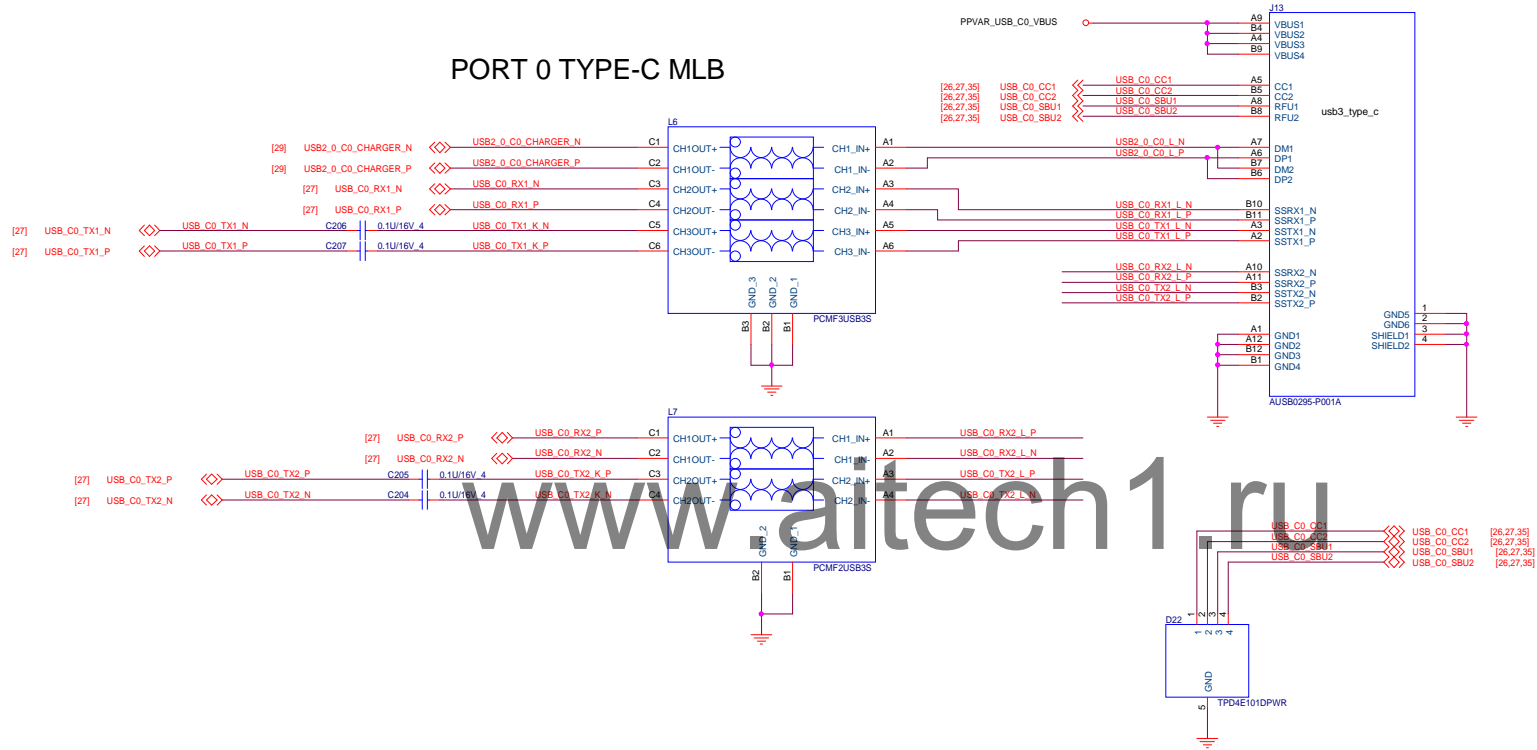 PORT 0 TYPE-C MLB
PPVAR_USB_C0_VBUS
J13
A9 VBUS1
B4 VBUS2
A4 VBUS3
B9 VBUS4
[26,27,35] USB_C0_CC1 USB_C0_CC1 A5 CC1
[26,27,35] USB_C0_CC2 USB_C0_CC2 B5 CC2
[26,27,35] USB_C0_SBU1 USB_C0_SBU1 A8 RFU1
[26,27,35] USB_C0_SBU2 USB_C0_SBU2 B8 RFU2
usb3_type_c
L6
[29] USB2_0_C0_CHARGER_N USB2_0_C0_CHARGER_N C1 CH1OUT+ CH1_IN+ A1 USB2_0_C0_L_N A7 DM1
[29] USB2_0_C0_CHARGER_P USB2_0_C0_CHARGER_P C2 CH1OUT- CH1_IN- A2 USB2_0_C0_L_P A6 DP1
B7 DM2
B6 DP2
[27] USB_C0_RX1_N USB_C0_RX1_N C3 CH2OUT+ CH2_IN+ A3 USB_C0_RX1_L_N B10 SSRX1_N
[27] USB_C0_RX1_P USB_C0_RX1_P C4 CH2OUT- CH2_IN- A4 USB_C0_RX1_L_P B11 SSRX1_P
[27] USB_C0_TX1_N USB_C0_TX1_N C206 0.1U/16V_4 USB_C0_TX1_K_N C5 CH3OUT+ CH3_IN+ A5 USB_C0_TX1_L_N A3 SSTX1_N
[27] USB_C0_TX1_P USB_C0_TX1_P C207 0.1U/16V_4 USB_C0_TX1_K_P C6 CH3OUT- CH3_IN- A6 USB_C0_TX1_L_P A2 SSTX1_P
USB_C0_RX2_L_N A10 SSRX2_N
USB_C0_RX2_L_P A11 SSRX2_P
USB_C0_TX2_L_N B3 SSTX2_N
USB_C0_TX2_L_P B2 SSTX2_P
GND_3 GND_2 GND_1
B3 B2 B1
PCMF3USB3S
GND5 1
GND6 2
SHIELD1 3
SHIELD2 4
A1 GND1
A12 GND2
B12 GND3
B1 GND4
AUSB0295-P001A
L7
[27] USB_C0_RX2_P USB_C0_RX2_P C1 CH1OUT+ CH1_IN+ A1 USB_C0_RX2_L_P
[27] USB_C0_RX2_N USB_C0_RX2_N C2 CH1OUT- CH1_IN- A2 USB_C0_RX2_L_N
[27] USB_C0_TX2_P USB_C0_TX2_P C205 0.1U/16V_4 USB_C0_TX2_K_P C3 CH2OUT+ CH2_IN+ A3 USB_C0_TX2_L_P
[27] USB_C0_TX2_N USB_C0_TX2_N C204 0.1U/16V_4 USB_C0_TX2_K_N C4 CH2OUT- CH2_IN- A4 USB_C0_TX2_L_N
www.aitech1.ru
GND_2 GND_1
B2 B1
PCMF2USB3S
USB_C0_CC1 USB_C0_CC1 [26,27,35]
USB_C0_CC2 USB_C0_CC2 [26,27,35]
USB_C0_SBU1 USB_C0_SBU1 [26,27,35]
USB_C0_SBU2 USB_C0_SBU2 [26,27,35]
1 2 3 4
D22
1 2 3 4
GND
5
TPD4E101DPWR